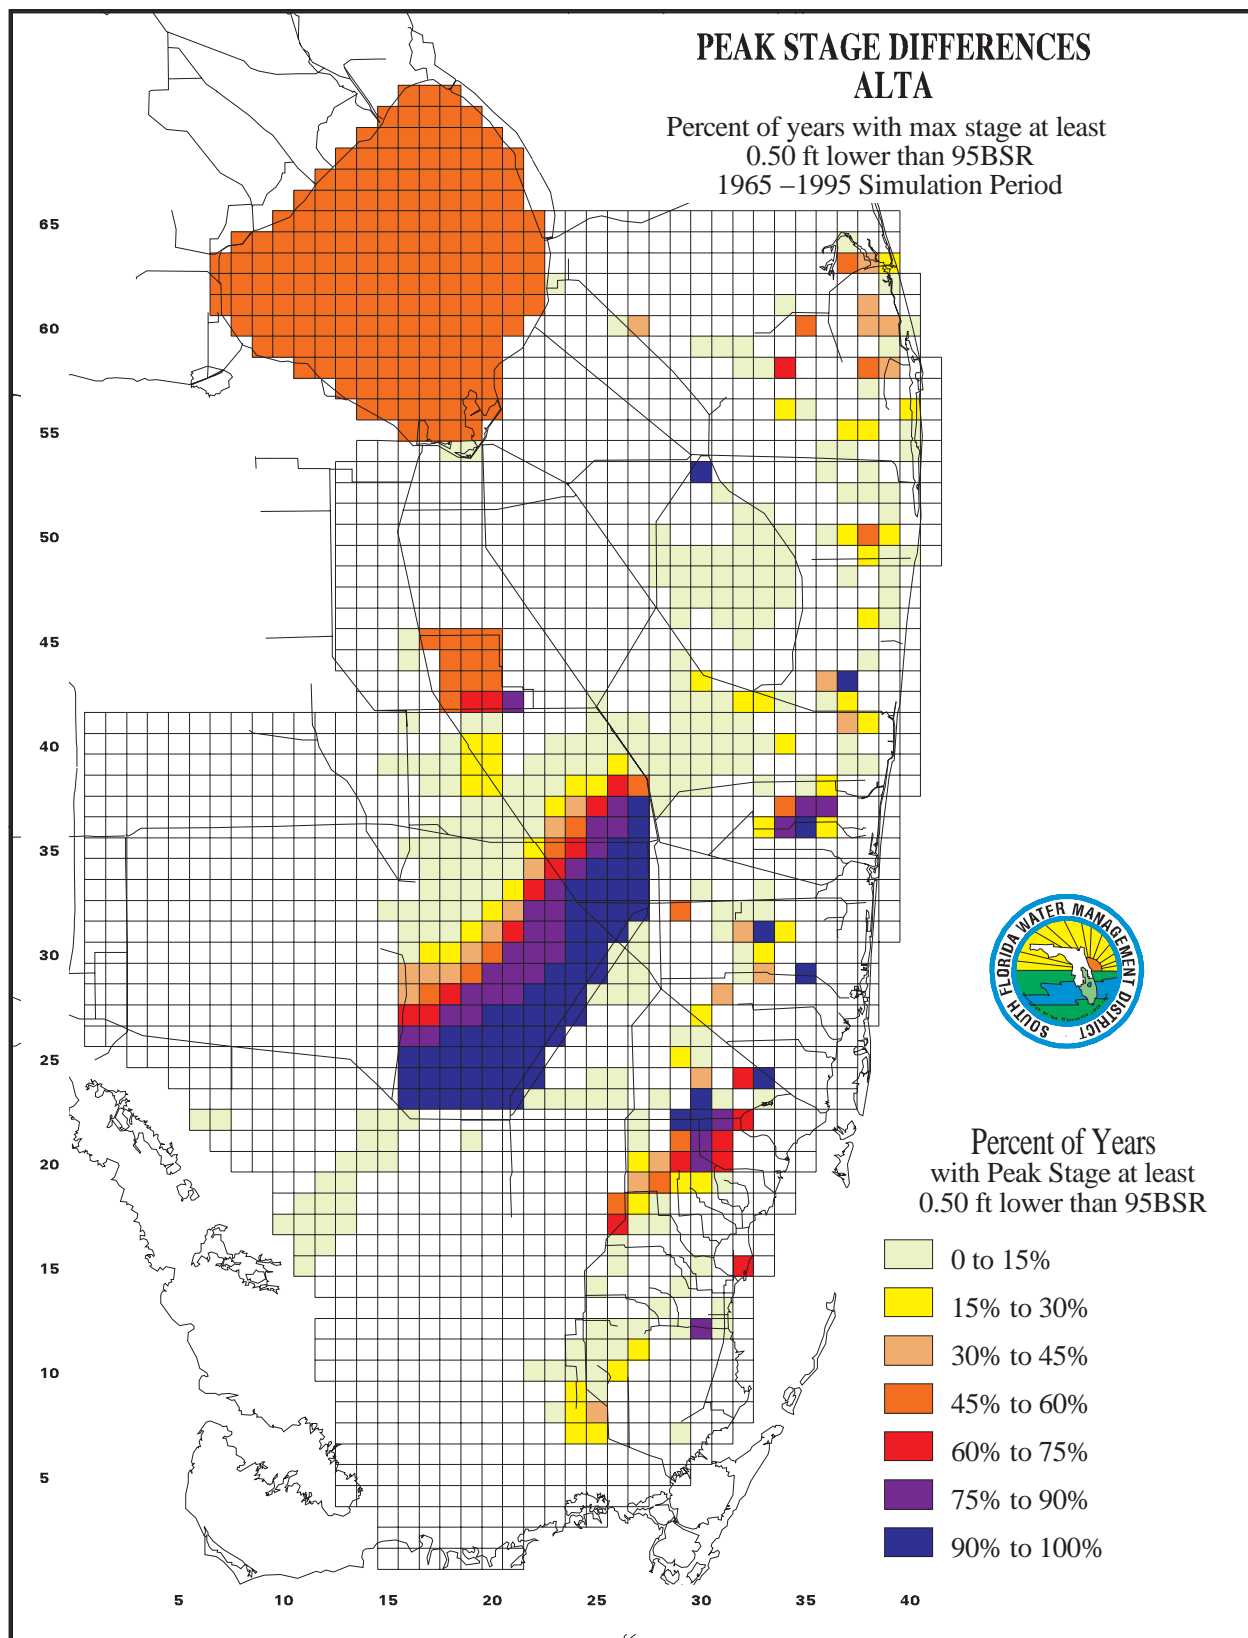 PEAK STAGE DIFFERENCES
ALTA
Percent of years with max stage at least
0.50 ft lower than 95BSR
1965 –1995 Simulation Period
65
60
55
50
45
40
35
30
25
20
15
10
5
SOUTH FLORIDA WATER MANAGEMENT DISTRICT
Percent of Years
with Peak Stage at least
0.50 ft lower than 95BSR
0 to 15%
15% to 30%
30% to 45%
45% to 60%
60% to 75%
75% to 90%
90% to 100%
5 10 15 20 25 30 35 40
“